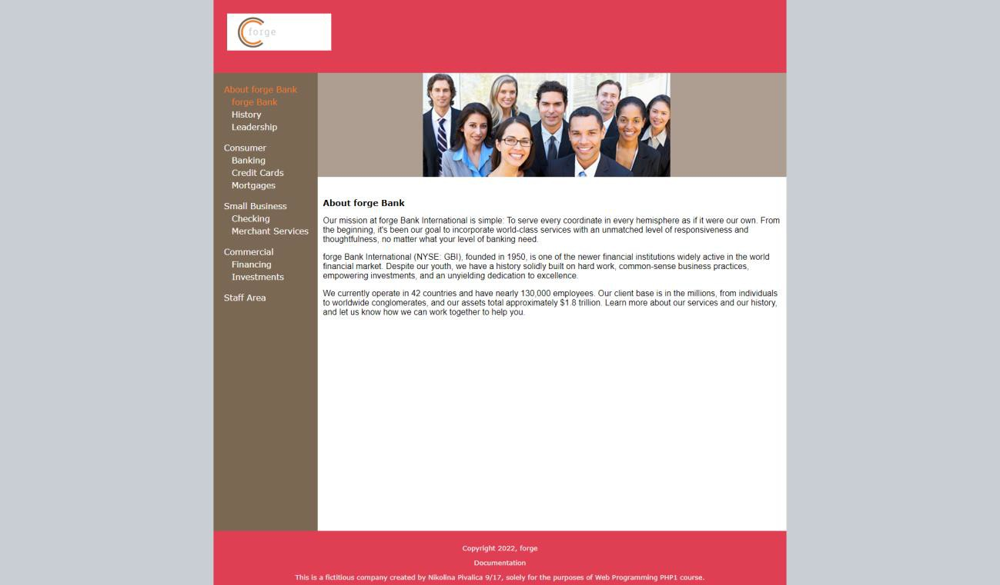 forge
About forge Bank
forge Bank
History
Leadership
Consumer
Banking
Credit Cards
Mortgages
Small Business
Checking
Merchant Services
Commercial
Financing
Investments
Staff Area
About forge Bank
Our mission at forge Bank International is simple: To serve every coordinate in every hemisphere as if it were our own. From
the beginning, it's been our goal to incorporate world-class services with an unmatched level of responsiveness and
thoughtfulness, no matter what your level of banking need.
forge Bank International (NYSE: GBI), founded in 1950, is one of the newer financial institutions widely active in the world
financial market. Despite our youth, we have a history solidly built on hard work, common-sense business practices,
empowering investments, and an unyielding dedication to excellence.
We currently operate in 42 countries and have nearly 130,000 employees. Our client base is in the millions, from individuals
to worldwide conglomerates, and our assets total approximately $1.8 trillion. Learn more about our services and our history,
and let us know how we can work together to help you.
Copyright 2022, forge
Documentation
This is a fictitious company created by Nikolina Pivalica 9/17, solely for the purposes of Web Programming PHP1 course.